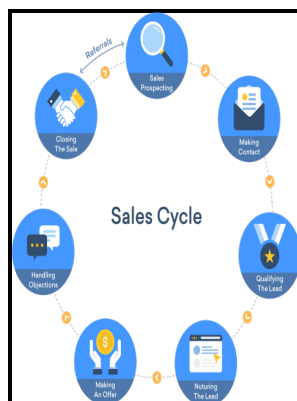 Referrals
Sales
Prospecting
Making
Contact
Qualifying
The Lead
Nuturing
The Lead
Making
An Offer
Handling
Objections
Closing
The Sale
Sales Cycle
$